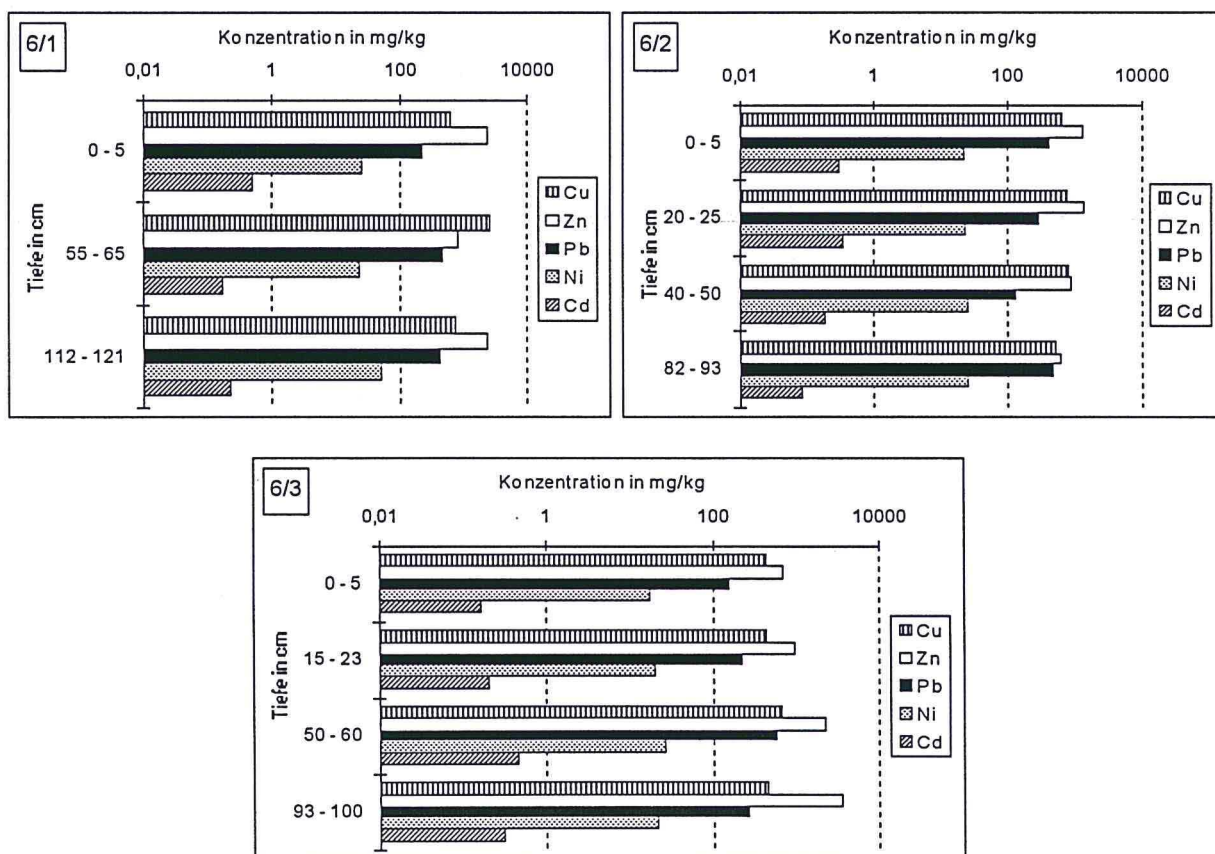 6/1
Konzentration in mg/kg
0,01 1 100 10000
Tiefe in cm
0 - 5
55 - 65
112 - 121
Cu
Zn
Pb
Ni
Cd
6/2
Konzentration in mg/kg
0,01 1 100 10000
Tiefe in cm
0 - 5
20 - 25
40 - 50
82 - 93
Cu
Zn
Pb
Ni
Cd
6/3
Konzentration in mg/kg
0,01 1 100 10000
Tiefe in cm
0 - 5
15 - 23
50 - 60
93 - 100
Cu
Zn
Pb
Ni
Cd